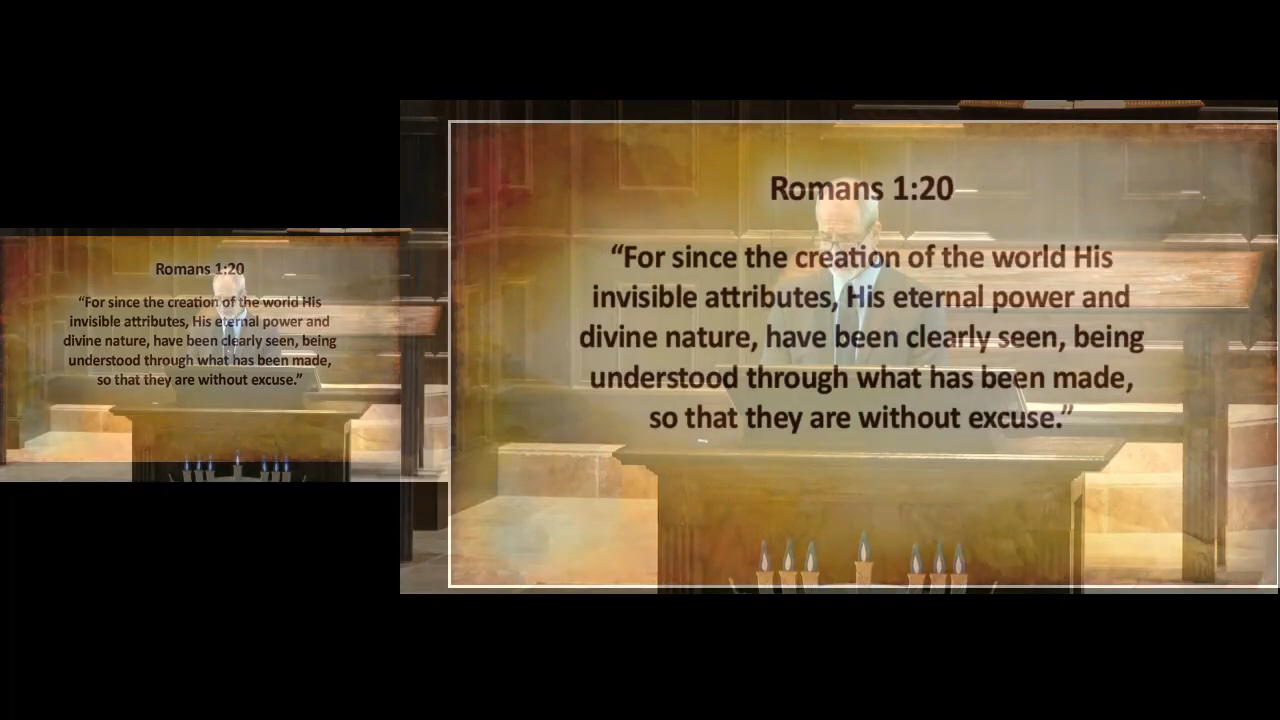 Romans 1:20
“For since the creation of the world His
invisible attributes, His eternal power and
divine nature, have been clearly seen, being
understood through what has been made,
so that they are without excuse.”
Romans 1:20
“For since the creation of the world His
invisible attributes, His eternal power and
divine nature, have been clearly seen, being
understood through what has been made,
so that they are without excuse.”